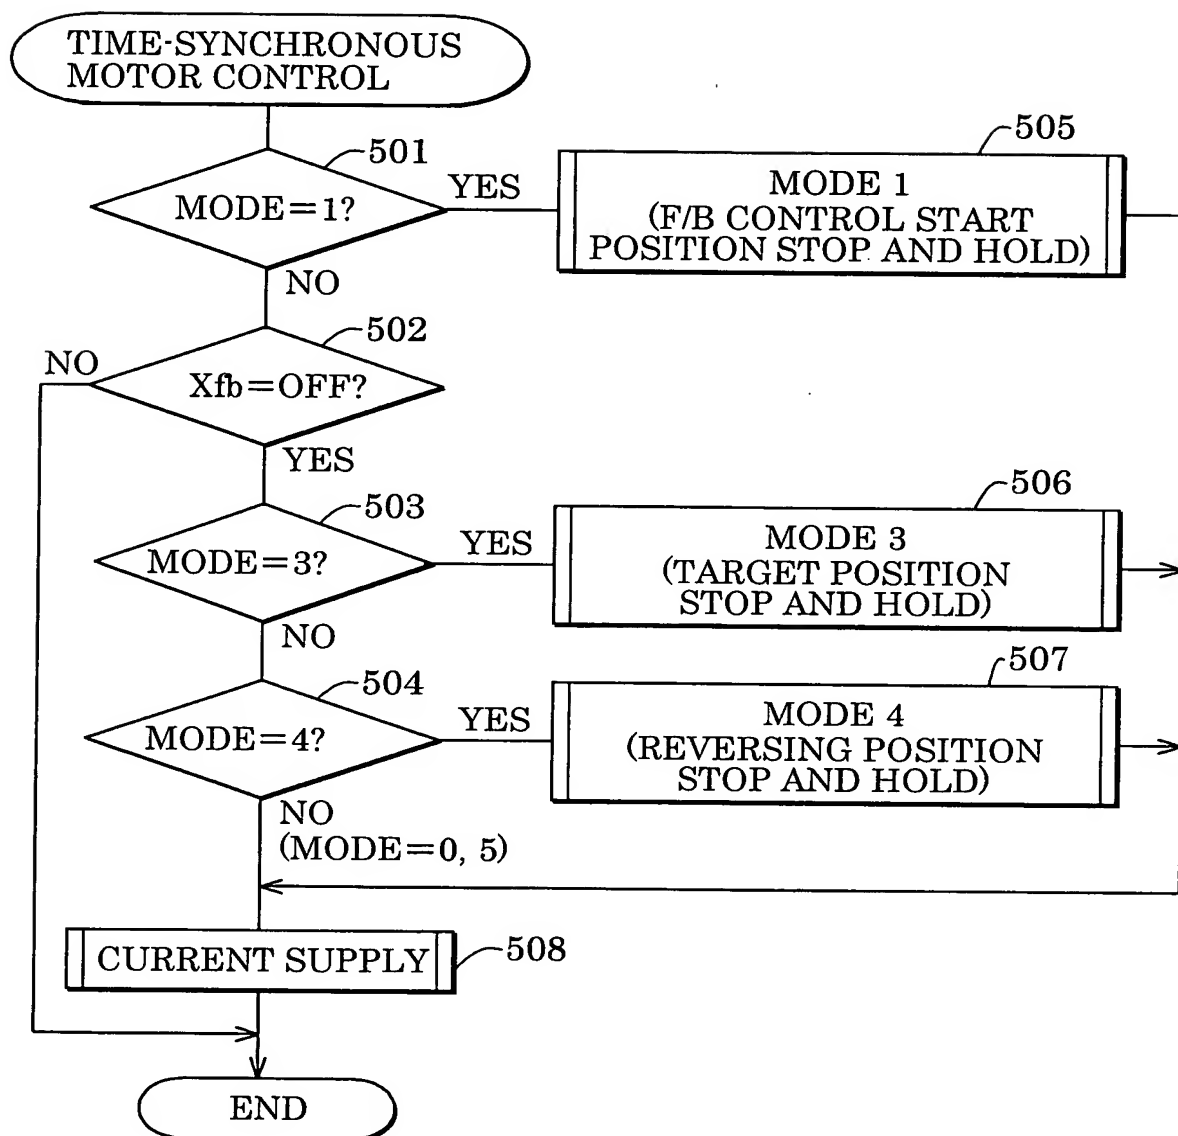 TIME-SYNCHRONOUS
MOTOR CONTROL
501
MODE=1?
YES
NO
505
MODE 1
(F/B CONTROL START
POSITION STOP AND HOLD)
502
NO
Xfb=OFF?
YES
503
MODE=3?
YES
NO
506
MODE 3
(TARGET POSITION
STOP AND HOLD)
504
MODE=4?
YES
NO
(MODE=0, 5)
507
MODE 4
(REVERSING POSITION
STOP AND HOLD)
CURRENT SUPPLY
508
END